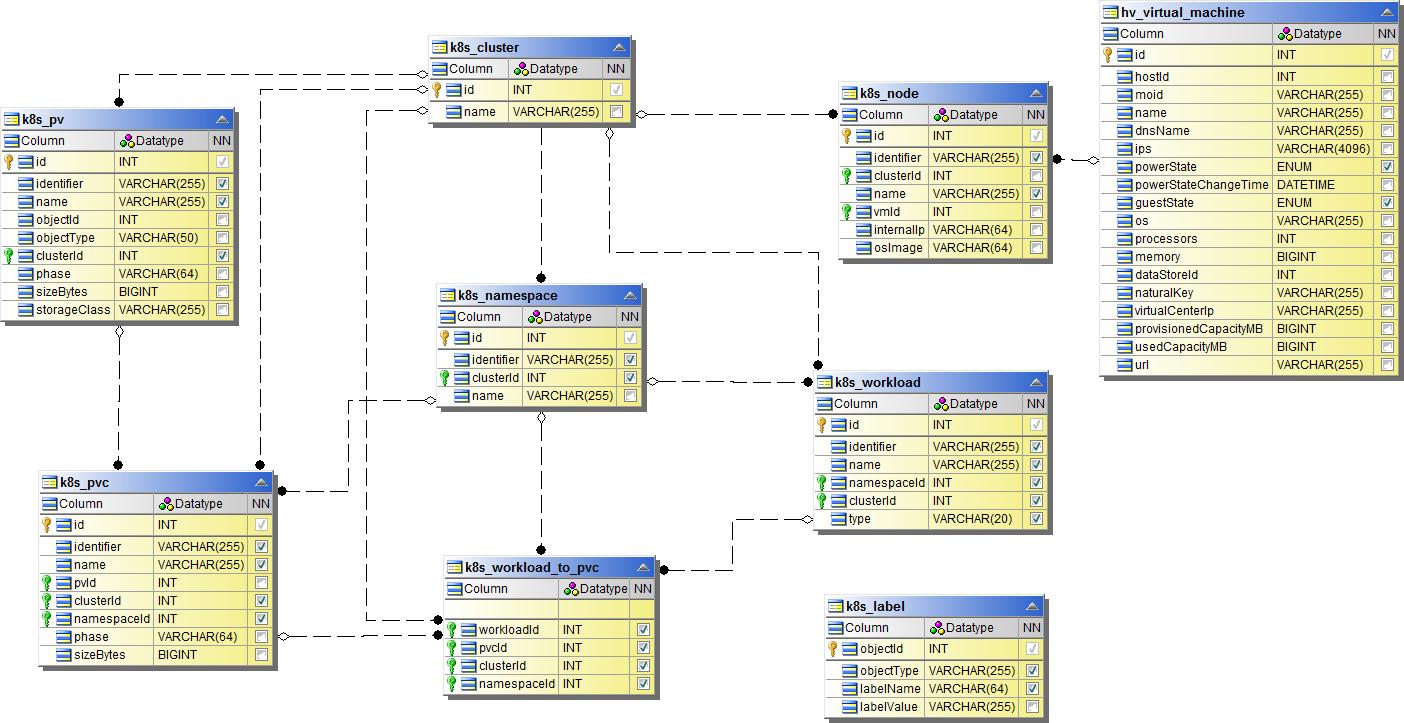 k8s_cluster
Column Datatype NN
id INT
name VARCHAR(255)
k8s_pv
Column Datatype NN
id INT
identifier VARCHAR(255)
name VARCHAR(255)
objectId INT
objectType VARCHAR(50)
clusterId INT
phase VARCHAR(64)
sizeBytes BIGINT
storageClass VARCHAR(255)
k8s_node
Column Datatype NN
id INT
identifier VARCHAR(255)
clusterId INT
name VARCHAR(255)
vmId INT
internalIp VARCHAR(64)
osImage VARCHAR(64)
hv_virtual_machine
Column Datatype NN
id INT
hostId INT
moid VARCHAR(255)
name VARCHAR(255)
dnsName VARCHAR(255)
ips VARCHAR(4096)
powerState ENUM
powerStateChangeTime DATETIME
guestState ENUM
os VARCHAR(255)
processors INT
memory BIGINT
dataStoreId INT
naturalKey VARCHAR(255)
virtualCenterIp VARCHAR(255)
provisionedCapacityMB BIGINT
usedCapacityMB BIGINT
url VARCHAR(255)
k8s_namespace
Column Datatype NN
id INT
identifier VARCHAR(255)
clusterId INT
name VARCHAR(255)
k8s_workload
Column Datatype NN
id INT
identifier VARCHAR(255)
name VARCHAR(255)
namespaceId INT
clusterId INT
type VARCHAR(20)
k8s_pvc
Column Datatype NN
id INT
identifier VARCHAR(255)
name VARCHAR(255)
pvId INT
clusterId INT
namespaceId INT
phase VARCHAR(64)
sizeBytes BIGINT
k8s_workload_to_pvc
Column Datatype NN
workloadId INT
pvcId INT
clusterId INT
namespaceId INT
k8s_label
Column Datatype NN
objectId INT
objectType VARCHAR(255)
labelName VARCHAR(64)
labelValue VARCHAR(255)